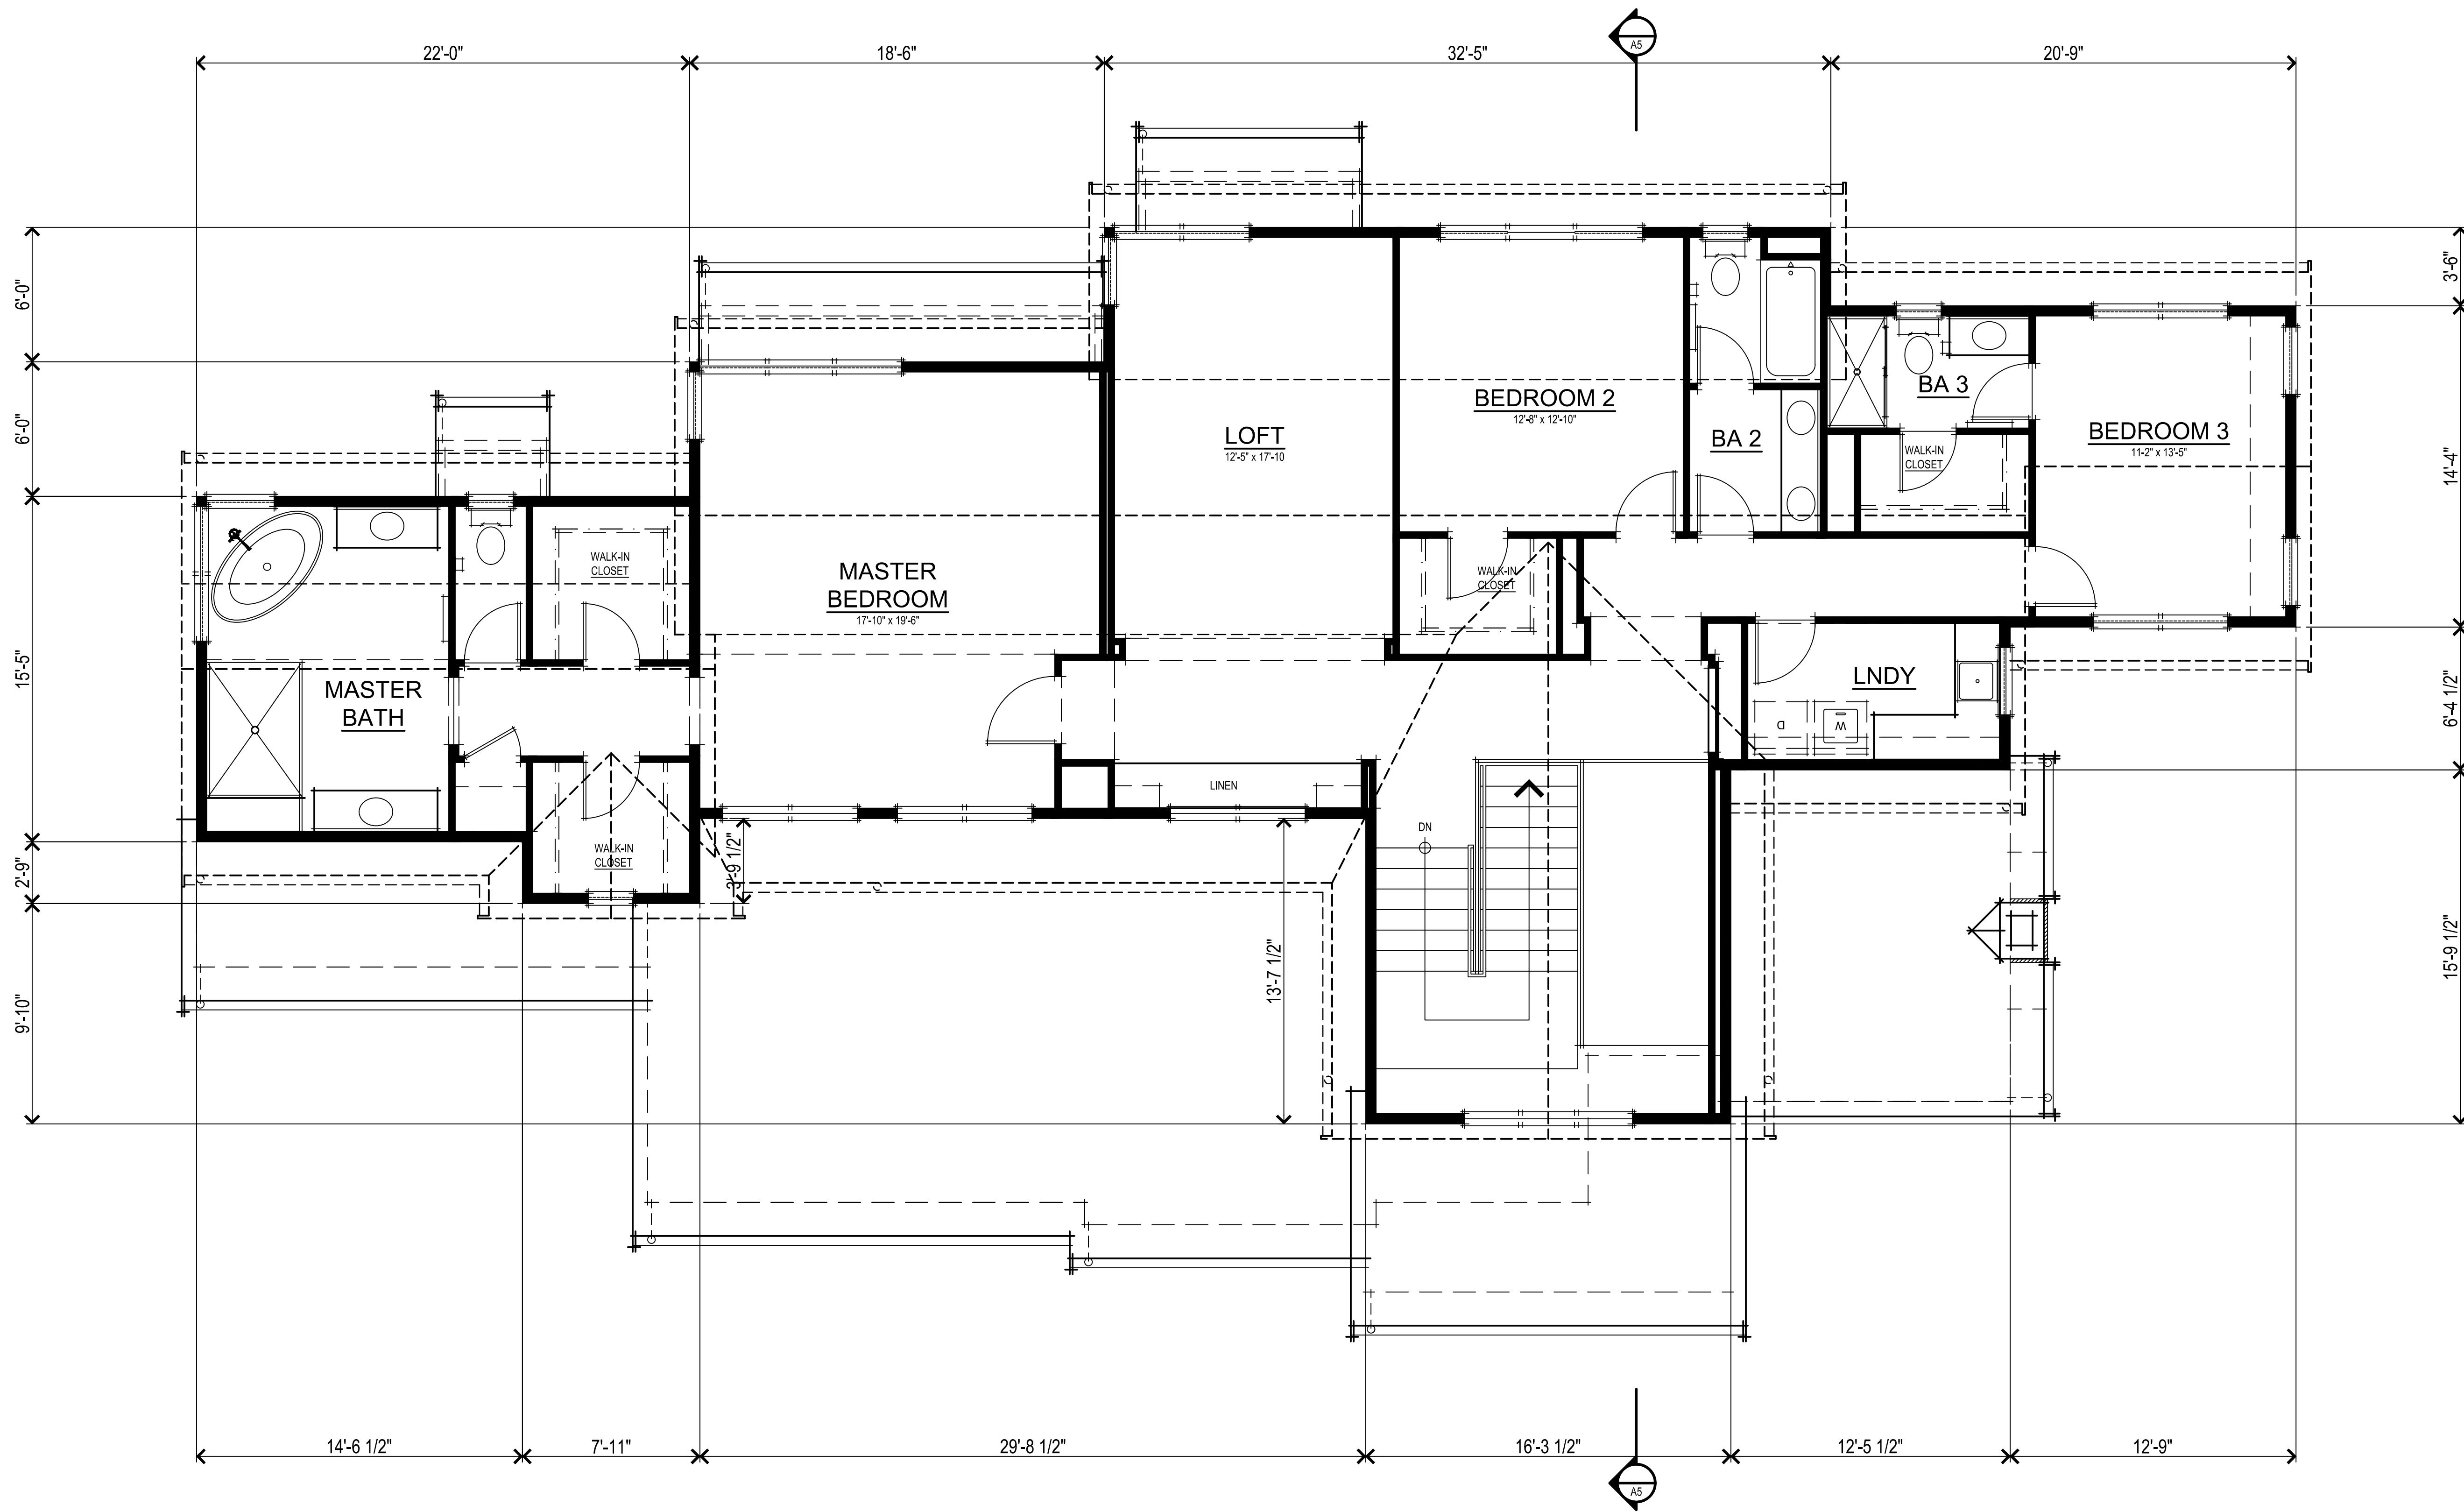 A5
22'-0"
18'-6"
32'-5"
20'-9"
6'-0"
3'-6"
6'-0"
14'-4"
15'-5"
6'-4 1/2"
2'-9"
9'-10"
15'-9 1/2"
BA 3
BEDROOM 2
12'-8" x 12'-10"
LOFT
12'-5" x 17'-10
BA 2
BEDROOM 3
11-2" x 13'-5"
WALK-IN
CLOSET
WALK-IN
CLOSET
MASTER
BEDROOM
17'-10" x 19'-6"
WALK-IN
CLOSET
MASTER
BATH
LNDY
D
W
LINEN
DN
WALK-IN
CLOSET
3'-9 1/2"
13'-7 1/2"
14'-6 1/2"
7'-11"
29'-8 1/2"
16'-3 1/2"
12'-5 1/2"
12'-9"
A5